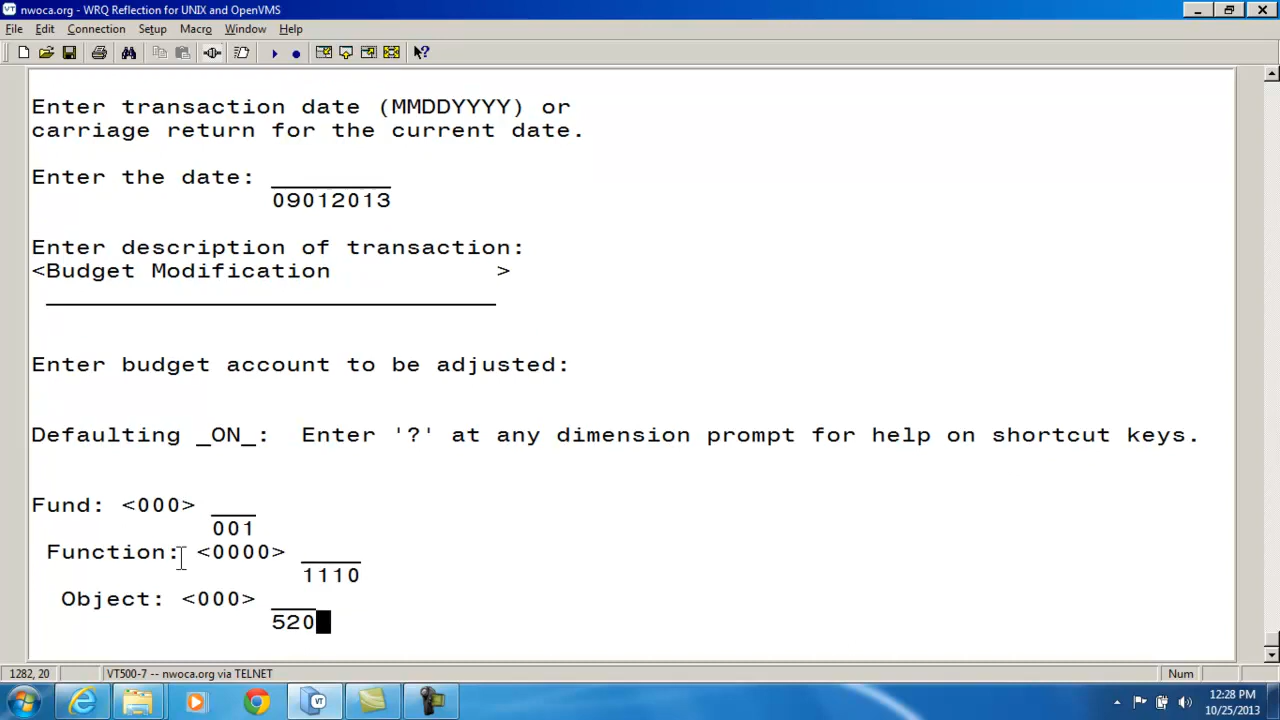 nwoca.org - WRQ Reflection for UNIX and OpenVMS
File Edit Connection Setup Macro Window Help
Enter transaction date (MMDDYYYY) or
carriage return for the current date.
Enter the date: ________
09012013
Enter description of transaction:
<Budget Modification >
Enter budget account to be adjusted:
Defaulting _ON_: Enter '?' at any dimension prompt for help on shortcut keys.
Fund: <000> ___
001
Function: <0000> ____
1110
Object: <000> ___
520
1282, 20 VT500-7 -- nwoca.org via TELNET Num
12:28 PM
10/25/2013